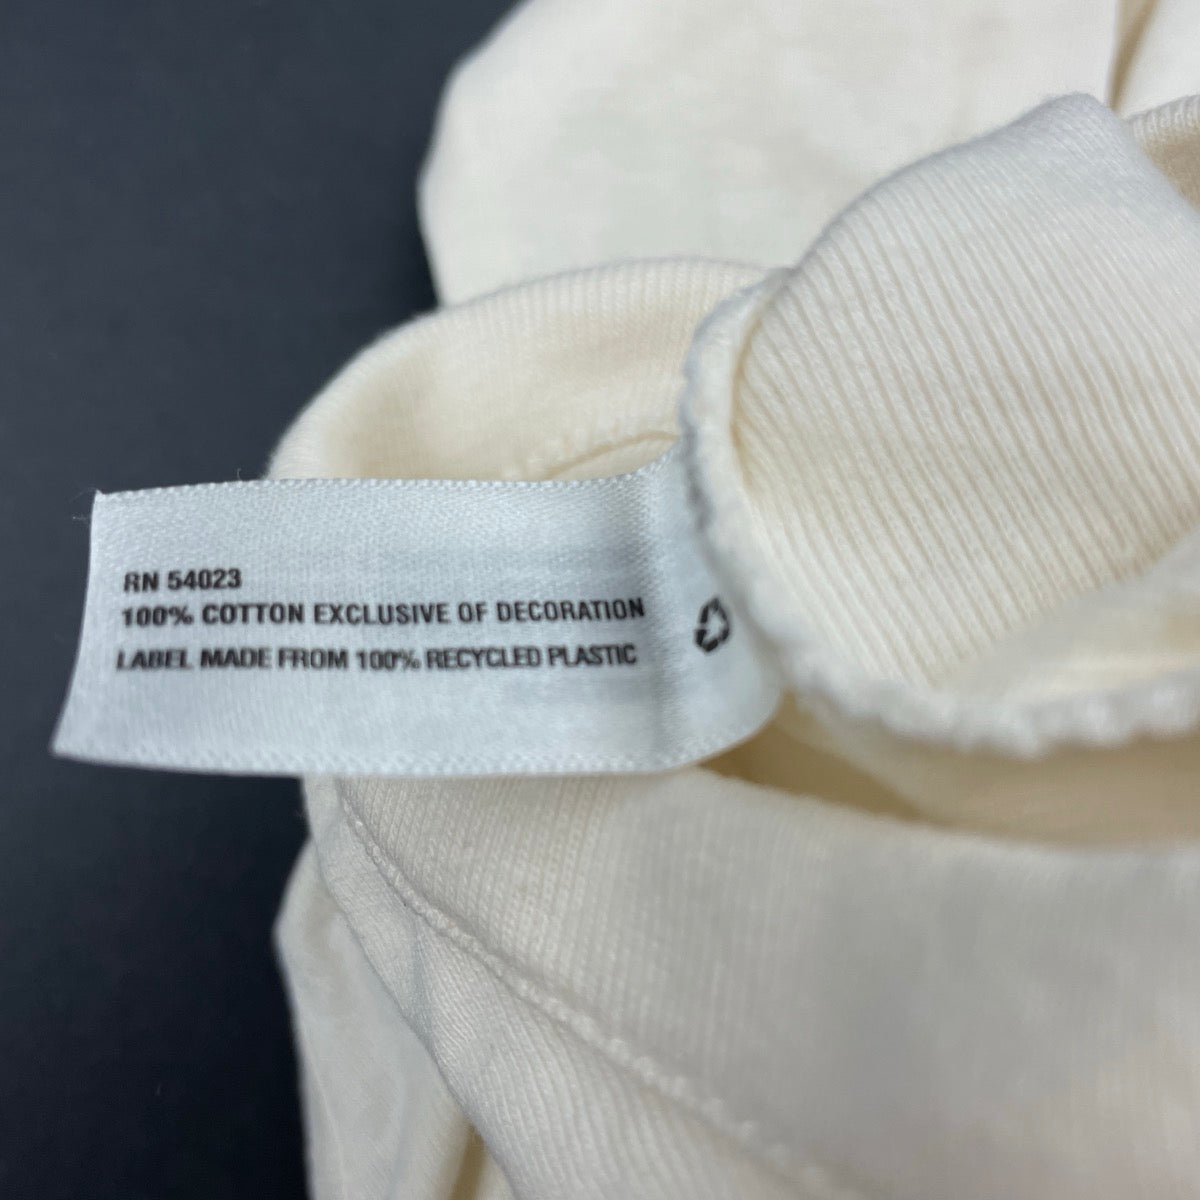 RN 54023
100% COTTON EXCLUSIVE OF DECORATION
LABEL MADE FROM 100% RECYCLED PLASTIC